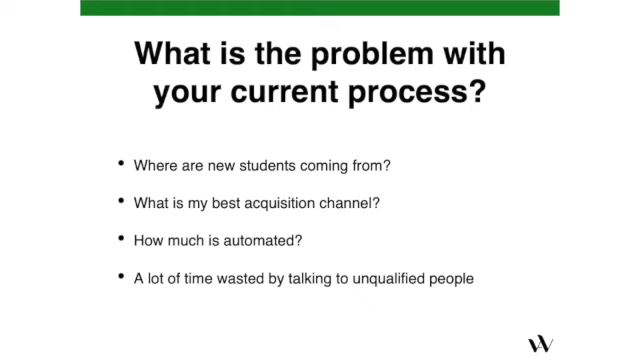 What is the problem with
your current process?
• Where are new students coming from?
• What is my best acquisition channel?
• How much is automated?
• A lot of time wasted by talking to unqualified people